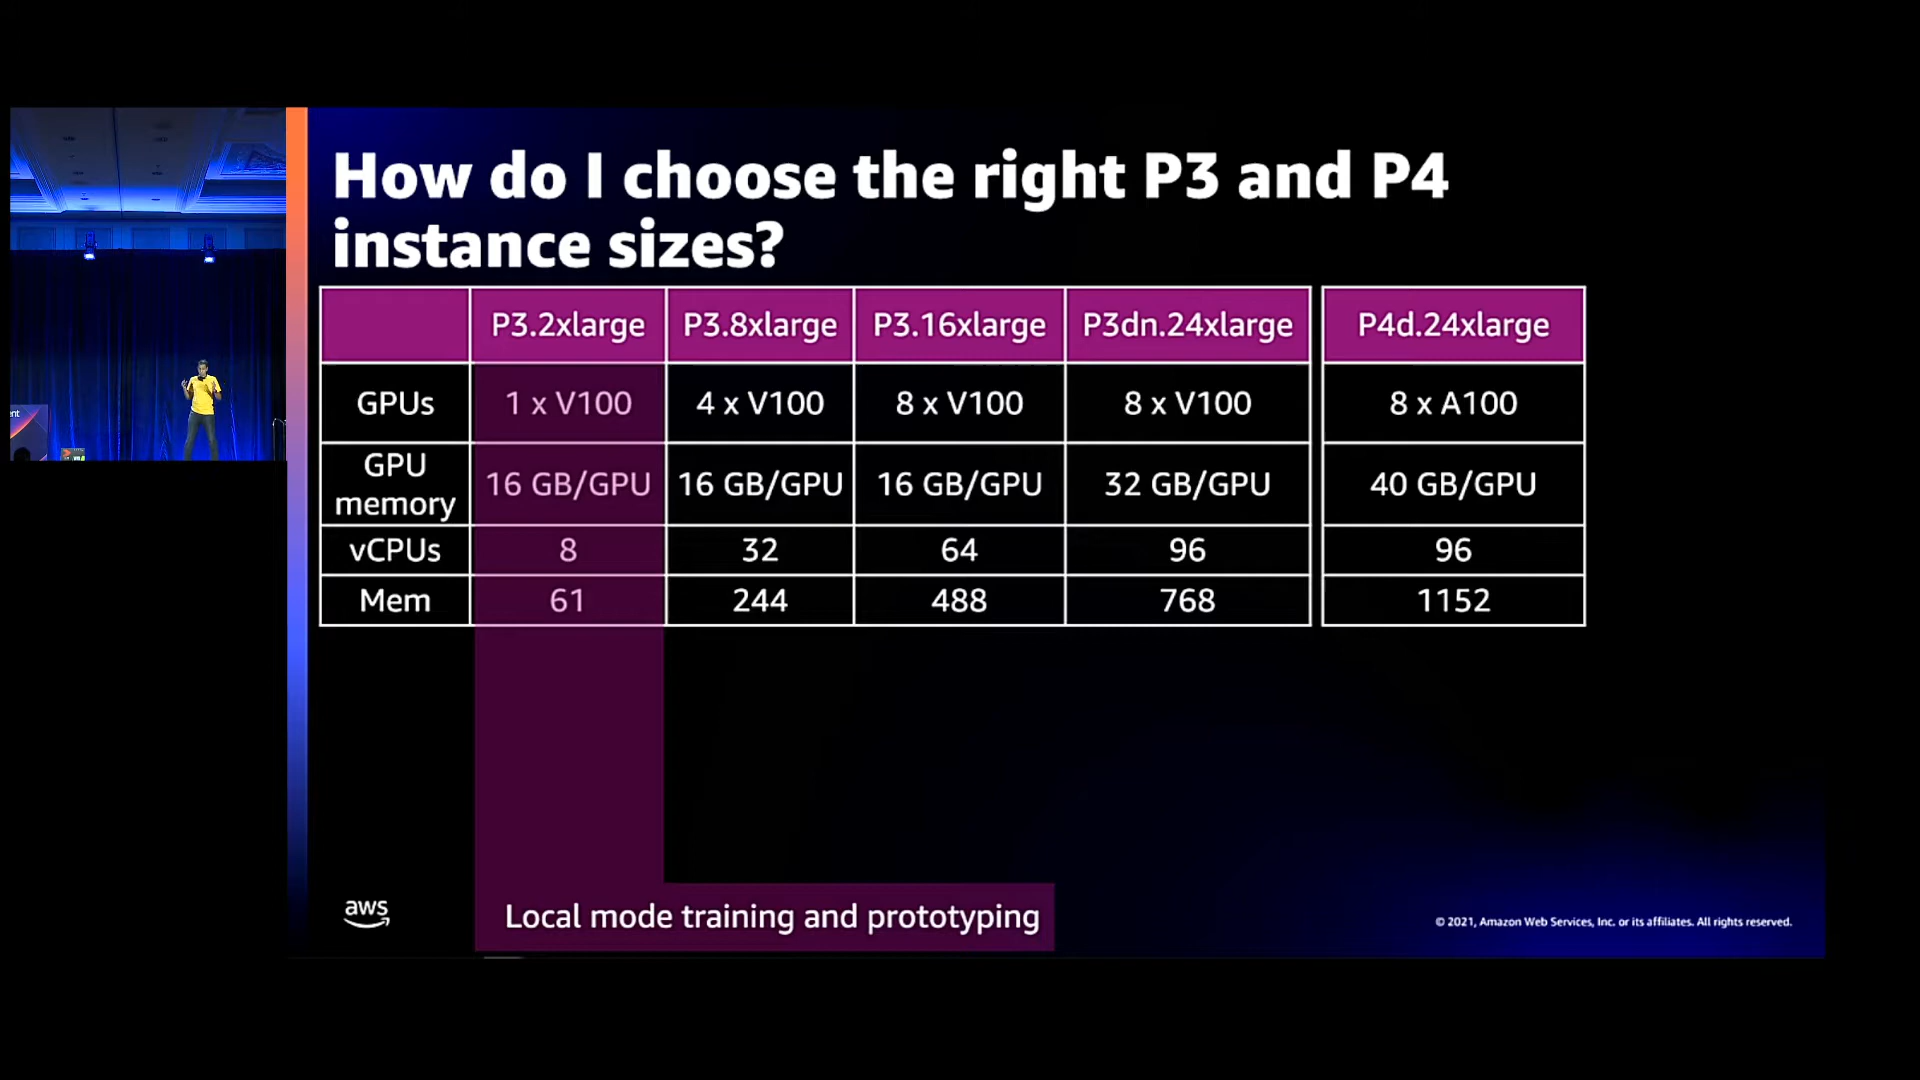 How do I choose the right P3 and P4
instance sizes?
P3.2xlarge P3.8xlarge P3.16xlarge P3dn.24xlarge P4d.24xlarge
GPUs 1 x V100 4 x V100 8 x V100 8 x V100 8 x A100
GPU
memory 16 GB/GPU 16 GB/GPU 16 GB/GPU 32 GB/GPU 40 GB/GPU
vCPUs 8 32 64 96 96
Mem 61 244 488 768 1152
aws
Local mode training and prototyping
© 2021, Amazon Web Services, Inc. or its affiliates. All rights reserved.